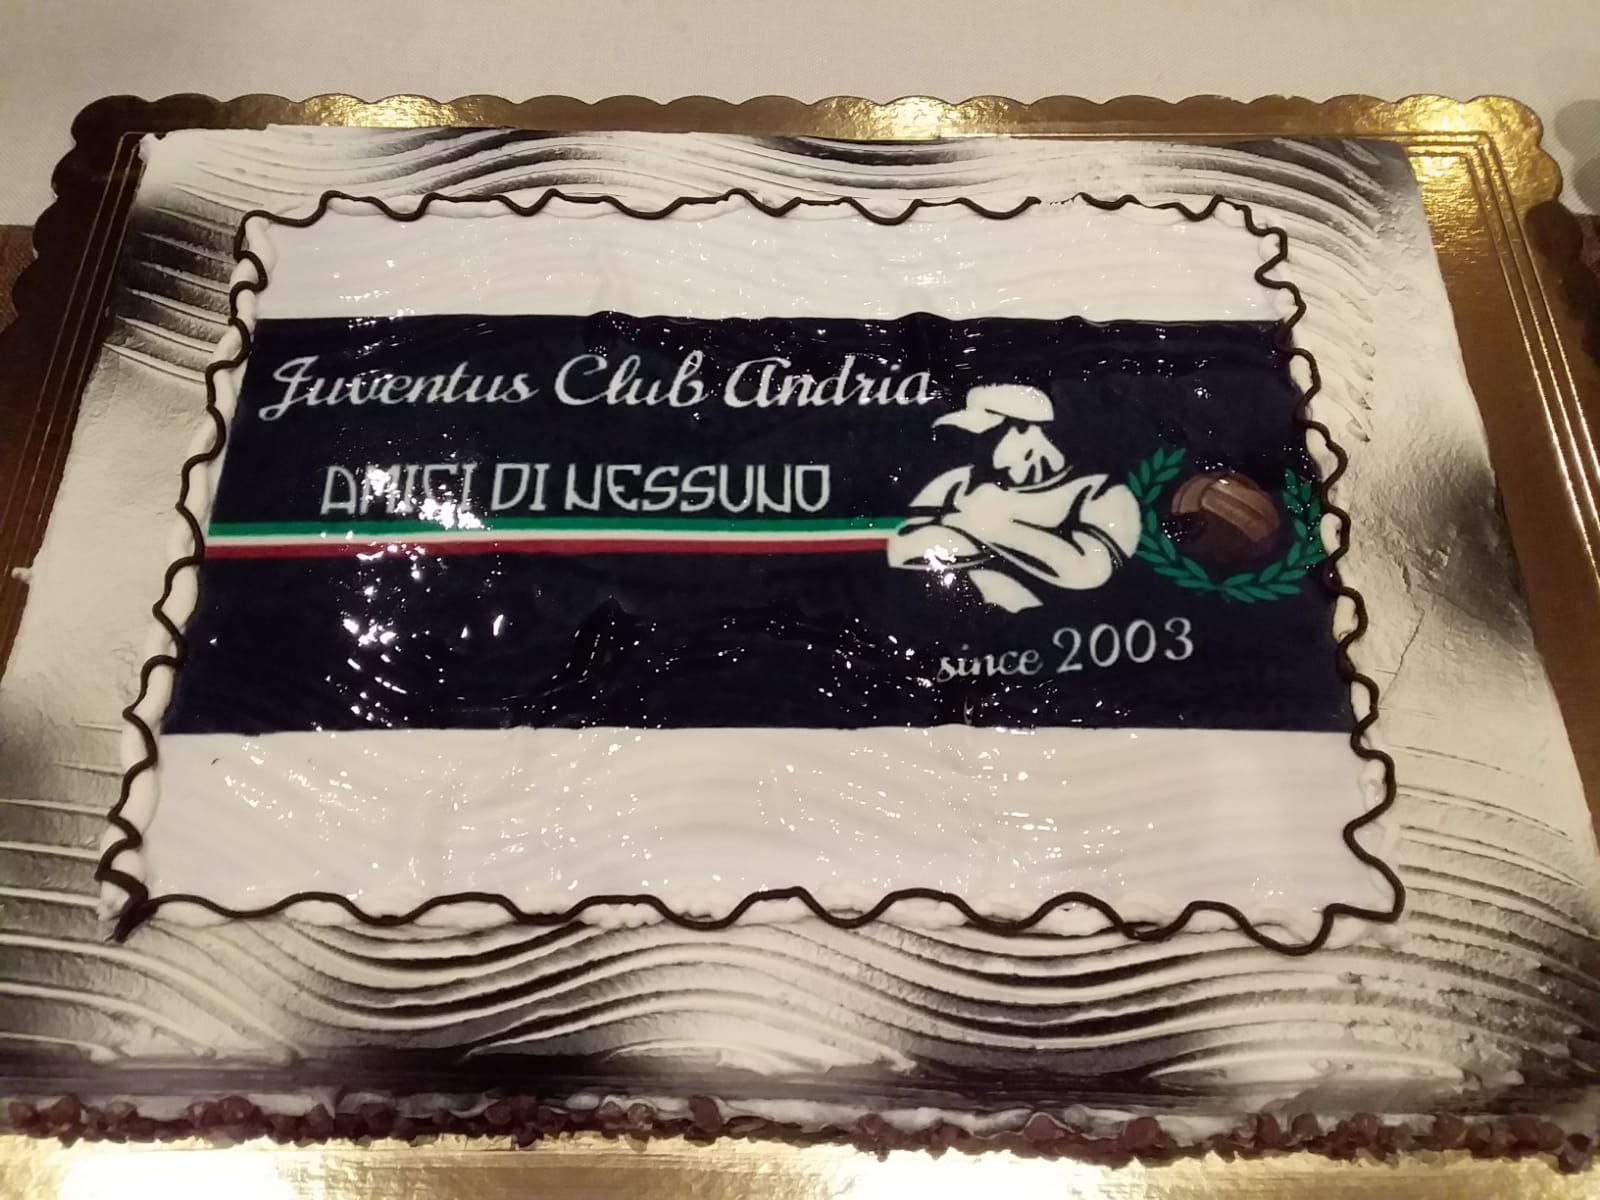 Juventus Club Andria
AMICI DI NESSUNO
since 2003